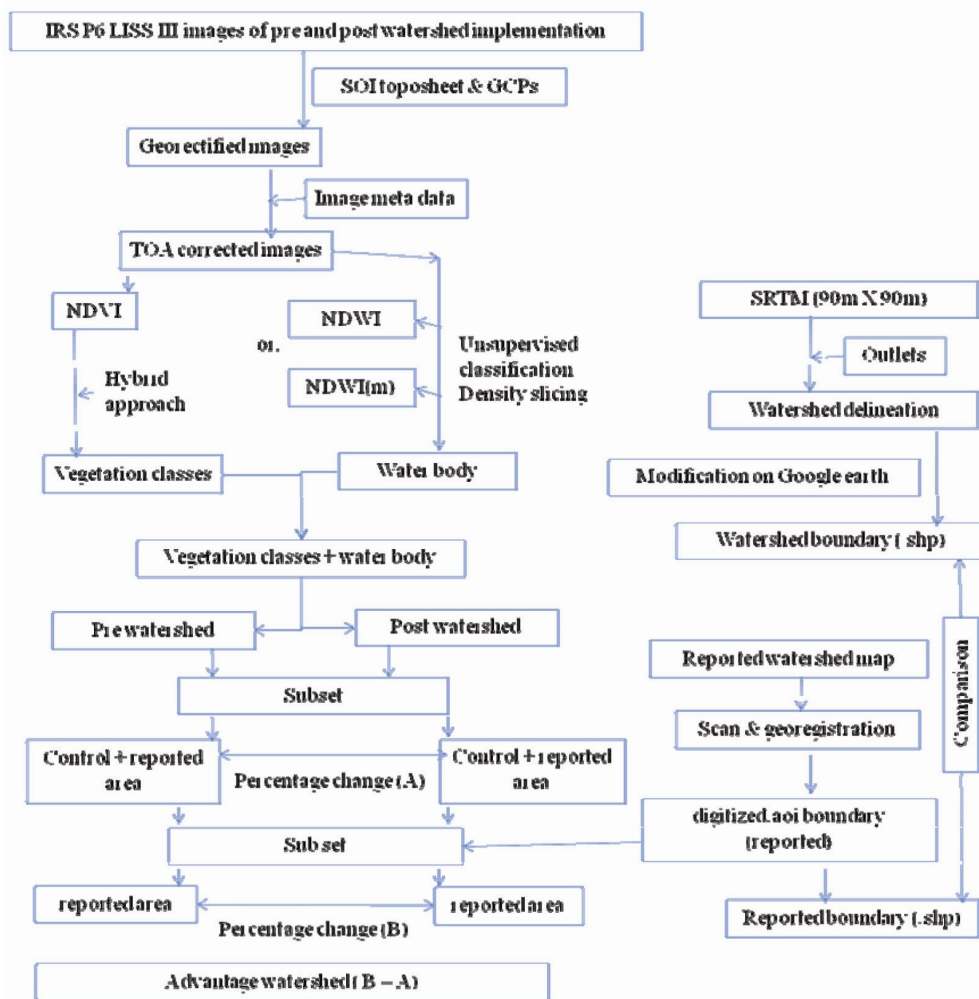 IRS P6 LISS III images of pre and post watershed implementation
SOI toposheet & GCPs
Georectified images
Image meta data
TOA corrected images
NDVI
Hybrid
approach
Vegetation classes
NDWI
or.
NDWI(m)
Unsupervised
classification
Density slicing
Water body
Vegetation classes + water body
Pre watershed
Post watershed
Subset
Control + reported
area
Percentage change (A)
Control + reported
area
Subset
reported area
Percentage change (B)
reported area
Advantage watershed ( B – A)
SRTM (90m X 90m)
Outlets
Watershed delineation
Modification on Google earth
Watershed boundary ( .shp)
Reported watershed map
Scan & georegistration
digitized .aoi boundary
(reported)
Reported boundary (.shp)
Comparison